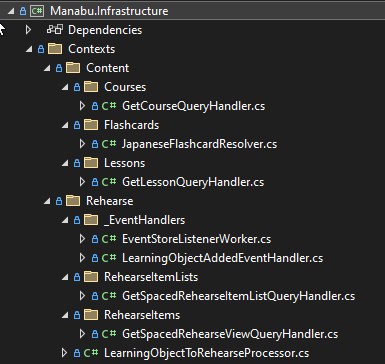 Manabu.Infrastructure
Dependencies
Contexts
Content
Courses
GetCourseQueryHandler.cs
Flashcards
JapaneseFlashcardResolver.cs
Lessons
GetLessonQueryHandler.cs
Rehearse
_EventHandlers
EventStoreListenerWorker.cs
LearningObjectAddedEventHandler.cs
RehearseItemLists
GetSpacedRehearseItemListQueryHandler.cs
RehearseItems
GetSpacedRehearseViewQueryHandler.cs
LearningObjectToRehearseProcessor.cs